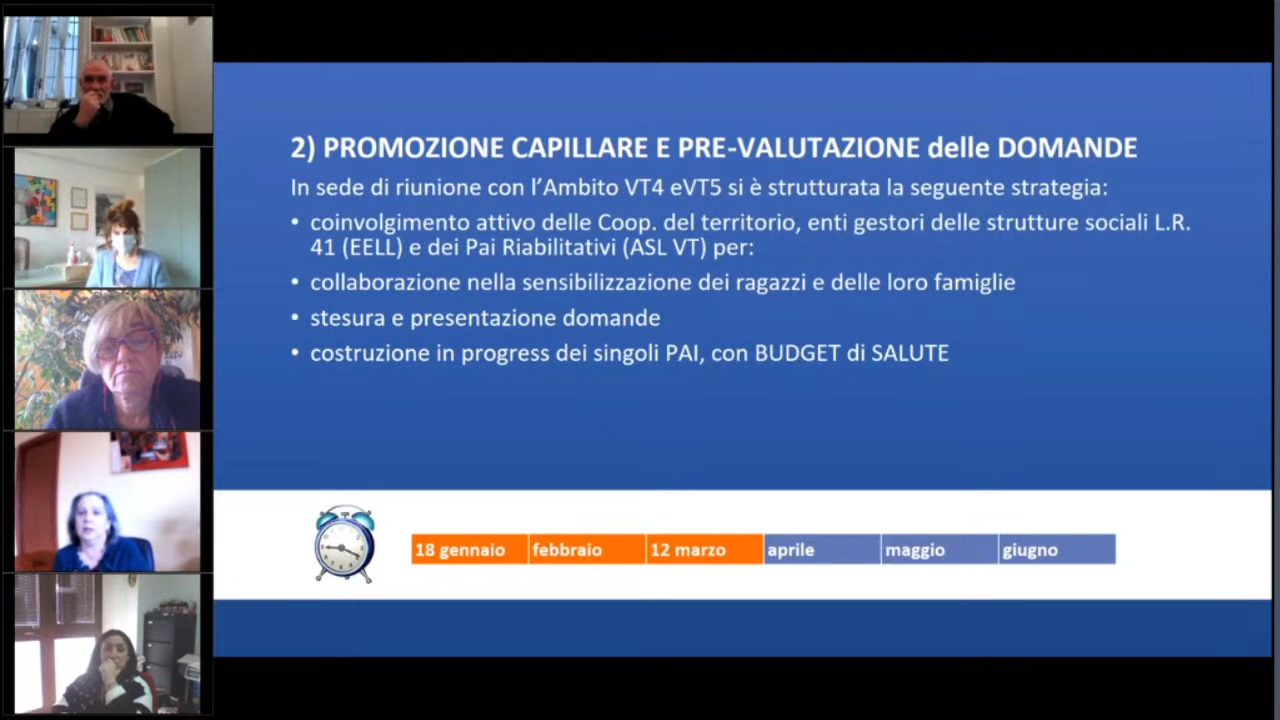 2) PROMOZIONE CAPILLARE E PRE-VALUTAZIONE delle DOMANDE
In sede di riunione con l'Ambito VT4 eVT5 si è strutturata la seguente strategia:
• coinvolgimento attivo delle Coop. del territorio, enti gestori delle strutture sociali L.R.
41 (EELL) e dei Pai Riabilitativi (ASL VT) per:
• collaborazione nella sensibilizzazione dei ragazzi e delle loro famiglie
• stesura e presentazione domande
• costruzione in progress dei singoli PAI, con BUDGET di SALUTE
18 gennaio febbraio 12 marzo aprile maggio giugno